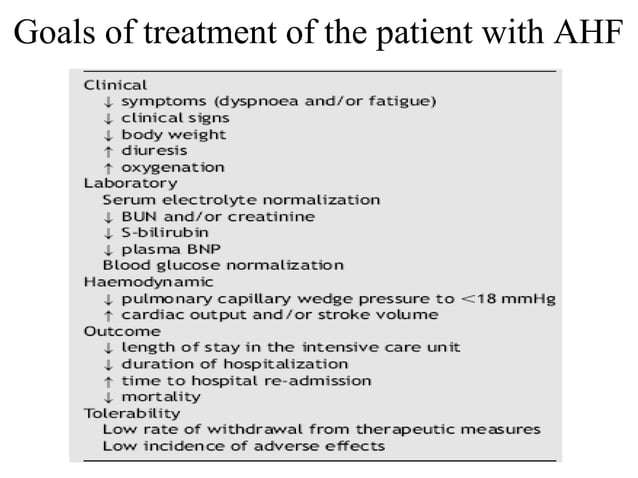 Goals of treatment of the patient with AHF
Clinical
↓ symptoms (dyspnoea and/or fatigue)
↓ clinical signs
↓ body weight
↑ diuresis
↑ oxygenation
Laboratory
Serum electrolyte normalization
↓ BUN and/or creatinine
↓ S-bilirubin
↓ plasma BNP
Blood glucose normalization
Haemodynamic
↓ pulmonary capillary wedge pressure to <18 mmHg
↑ cardiac output and/or stroke volume
Outcome
↓ length of stay in the intensive care unit
↓ duration of hospitalization
↑ time to hospital re-admission
↓ mortality
Tolerability
Low rate of withdrawal from therapeutic measures
Low incidence of adverse effects